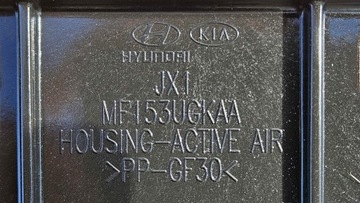 KIA
HYUNDAI
JX1
MF153UGKAA
HOUSING-ACTIVE AIR
>PP-GF30<